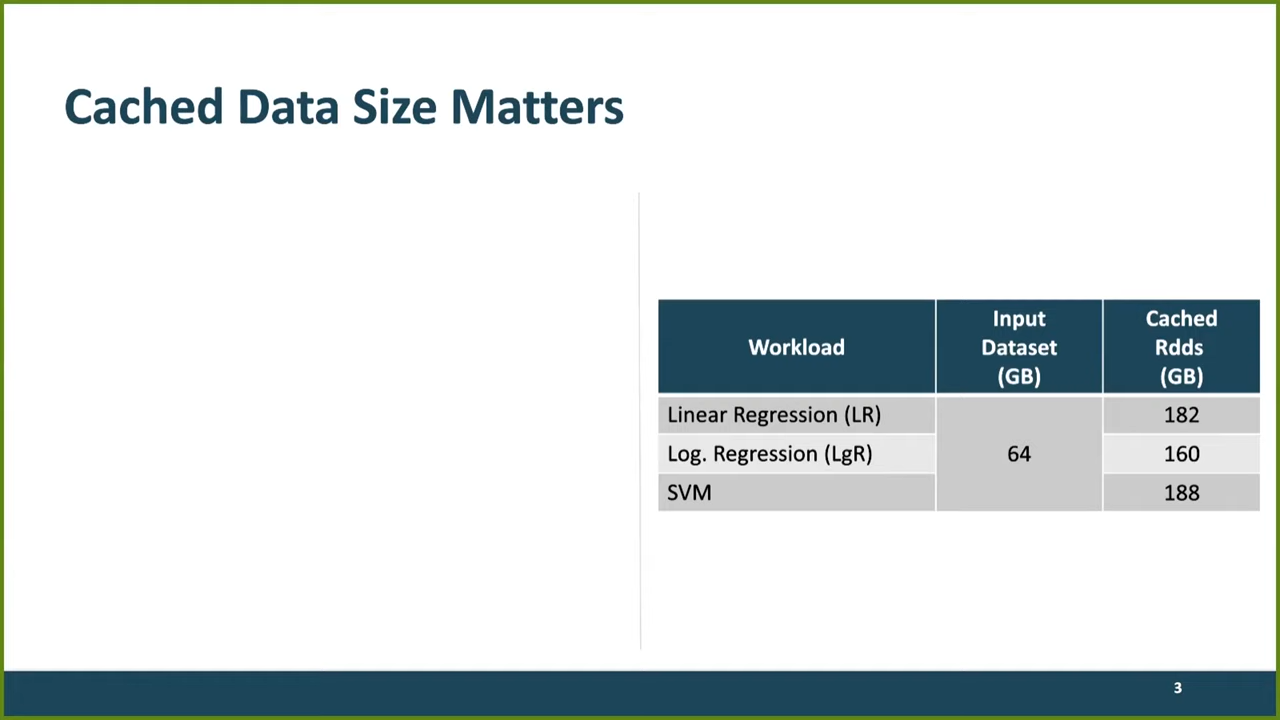 Cached Data Size Matters
Workload
Input
Dataset
(GB)
Cached
Rdds
(GB)
Linear Regression (LR)
182
Log. Regression (LgR)
64
160
SVM
188
3